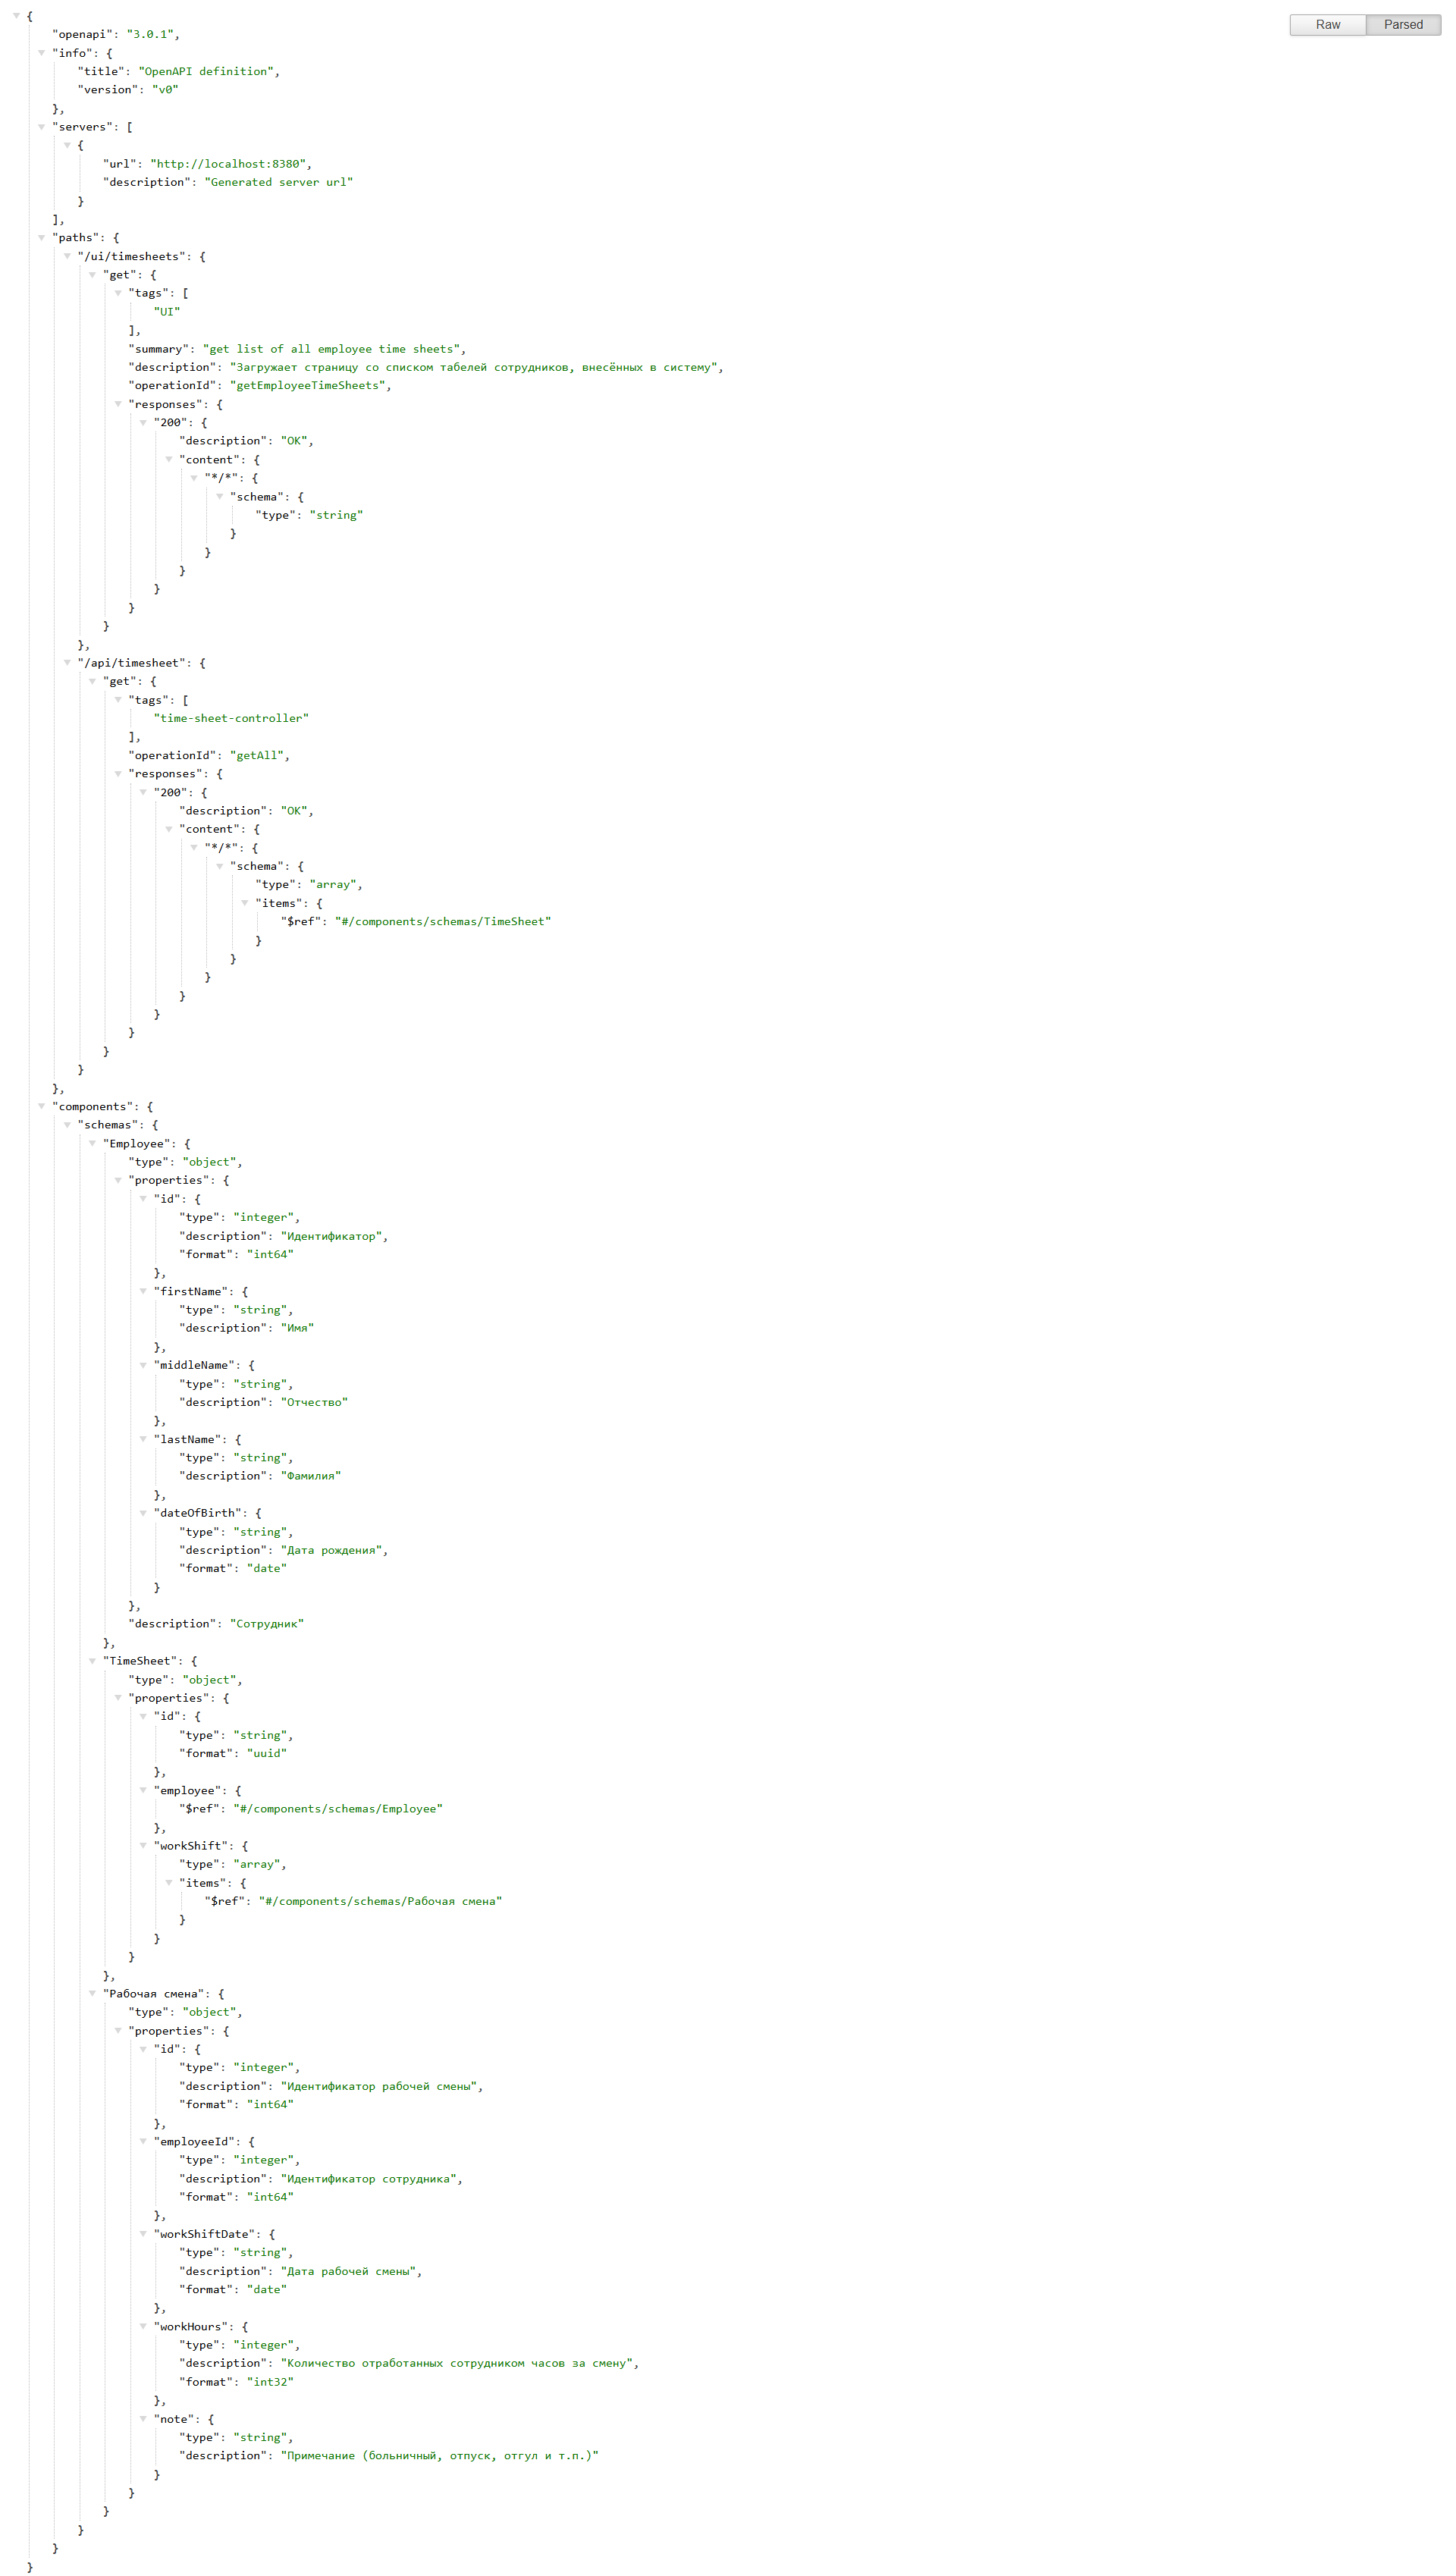 Raw Parsed
{
"openapi": "3.0.1",
"info": {
"title": "OpenAPI definition",
"version": "v0"
},
"servers": [
{
"url": "http://localhost:8380",
"description": "Generated server url"
}
],
"paths": {
"/ui/timesheets": {
"get": {
"tags": [
"UI"
],
"summary": "get list of all employee time sheets",
"description": "Загружает страницу со списком табелей сотрудников, внесённых в систему",
"operationId": "getEmployeeTimeSheets",
"responses": {
"200": {
"description": "OK",
"content": {
"*/*": {
"schema": {
"type": "string"
}
}
}
}
}
}
},
"/api/timesheet": {
"get": {
"tags": [
"time-sheet-controller"
],
"operationId": "getAll",
"responses": {
"200": {
"description": "OK",
"content": {
"*/*": {
"schema": {
"type": "array",
"items": {
"$ref": "#/components/schemas/TimeSheet"
}
}
}
}
}
}
}
}
},
"components": {
"schemas": {
"Employee": {
"type": "object",
"properties": {
"id": {
"type": "integer",
"description": "Идентификатор",
"format": "int64"
},
"firstName": {
"type": "string",
"description": "Имя"
},
"middleName": {
"type": "string",
"description": "Отчество"
},
"lastName": {
"type": "string",
"description": "Фамилия"
},
"dateOfBirth": {
"type": "string",
"description": "Дата рождения",
"format": "date"
}
},
"description": "Сотрудник"
},
"TimeSheet": {
"type": "object",
"properties": {
"id": {
"type": "string",
"format": "uuid"
},
"employee": {
"$ref": "#/components/schemas/Employee"
},
"workShift": {
"type": "array",
"items": {
"$ref": "#/components/schemas/Рабочая смена"
}
}
}
},
"Рабочая смена": {
"type": "object",
"properties": {
"id": {
"type": "integer",
"description": "Идентификатор рабочей смены",
"format": "int64"
},
"employeeId": {
"type": "integer",
"description": "Идентификатор сотрудника",
"format": "int64"
},
"workShiftDate": {
"type": "string",
"description": "Дата рабочей смены",
"format": "date"
},
"workHours": {
"type": "integer",
"description": "Количество отработанных сотрудником часов за смену",
"format": "int32"
},
"note": {
"type": "string",
"description": "Примечание (больничный, отпуск, отгул и т.п.)"
}
}
}
}
}
}